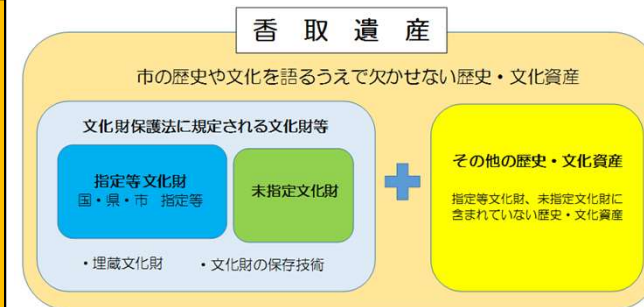 香取遺産
市の歴史や文化を語るうえで欠かせない歴史・文化資産
文化財保護法に規定される文化財等
指定等文化財
国・県・市 指定等
未指定文化財
・埋蔵文化財
・文化財の保存技術
その他の歴史・文化資産
指定等文化財、未指定文化財に
含まれていない歴史・文化資産